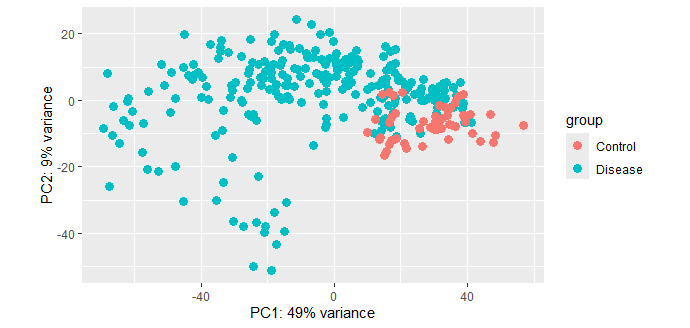 20
0
-20
-40
PC2: 9% variance
-40
0
40
PC1: 49% variance
group
Control
Disease